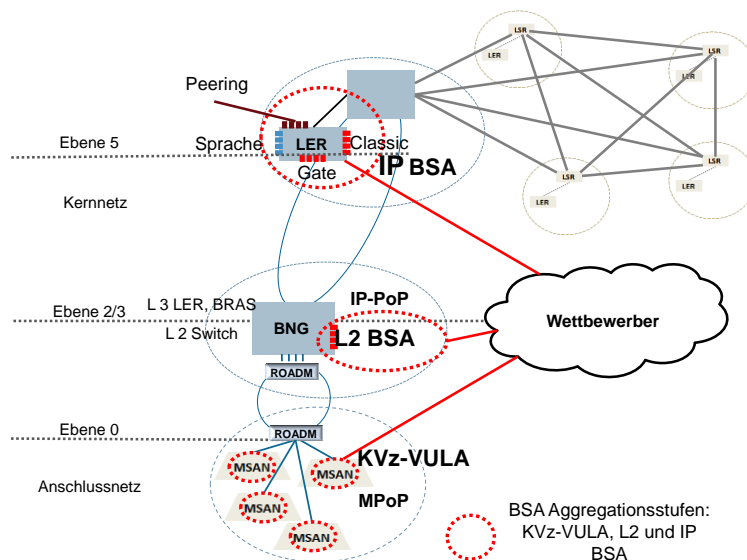 LSR
LER
LSR
LER
Peering
Ebene 5
Sprache
LER
Classic
IP BSA
Gate
LSR
LER
LSR
LER
Kernnetz
IP-PoP
Ebene 2/3
L 3 LER, BRAS
BNG
L 2 Switch
L2 BSA
Wettbewerber
ROADM
Ebene 0
ROADM
KVz-VULA
MSAN
MSAN
Anschlussnetz
MSAN
MPoP
MSAN
BSA Aggregationsstufen:
KVz-VULA, L2 und IP
BSA